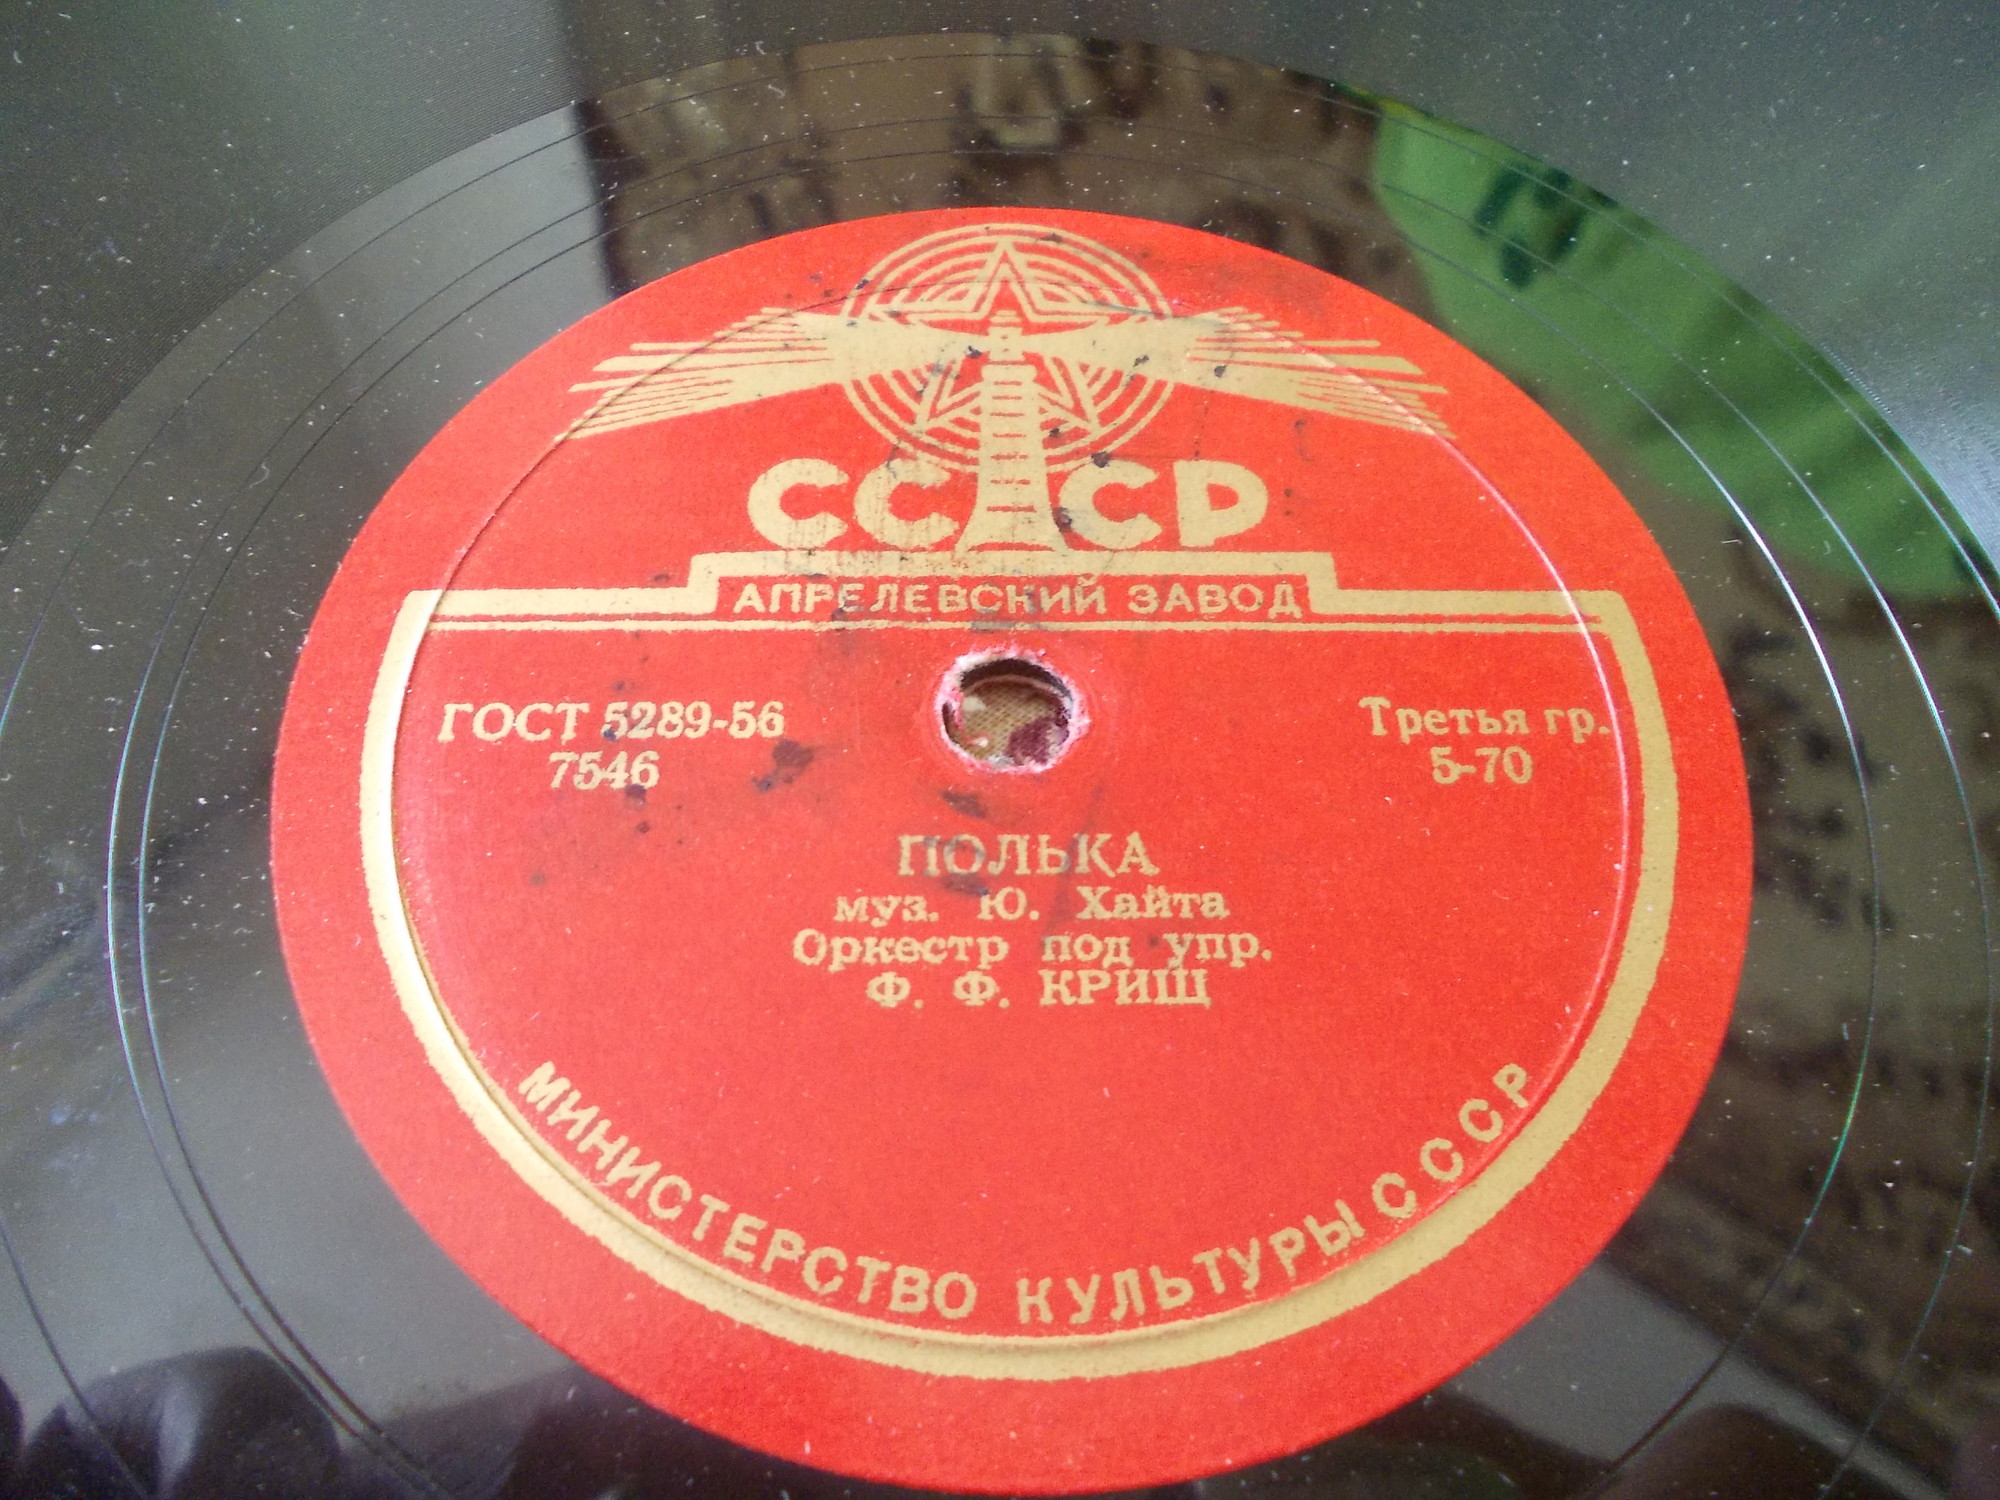 СССР
АПРЕЛЕВСКИЙ ЗАВОД
ГОСТ 5289-56
7546
Третья гр.
5-70
ПОЛЬКА
муз. Ю. Хайта
Оркестр под упр.
Ф. Ф. КРИЩ
МИНИСТЕРСТВО КУЛЬТУРЫ СССР